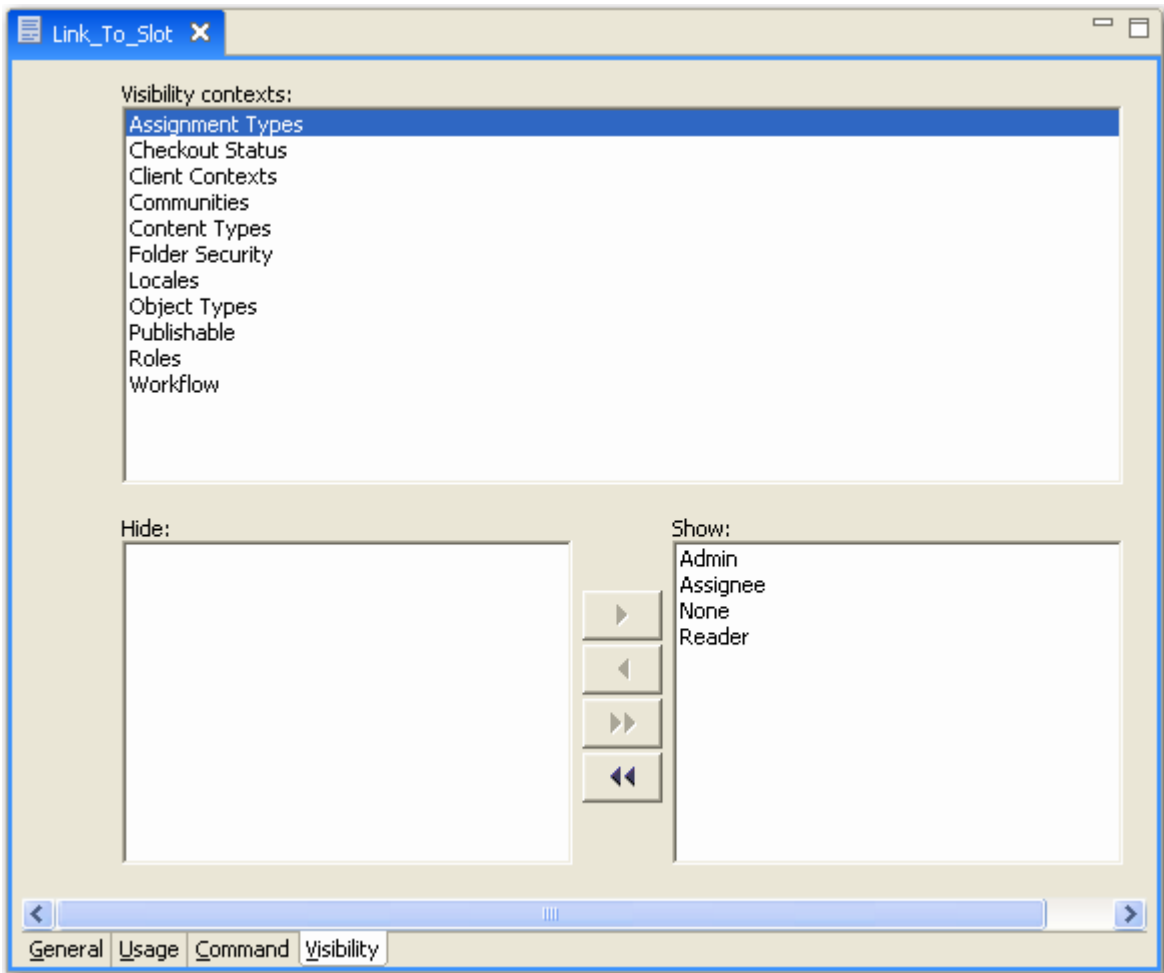 Link_To_Slot
Visibility contexts:
Assignment Types
Checkout Status
Client Contexts
Communities
Content Types
Folder Security
Locales
Object Types
Publishable
Roles
Workflow
Hide:
Show:
Admin
Assignee
None
Reader
General Usage Command Visibility